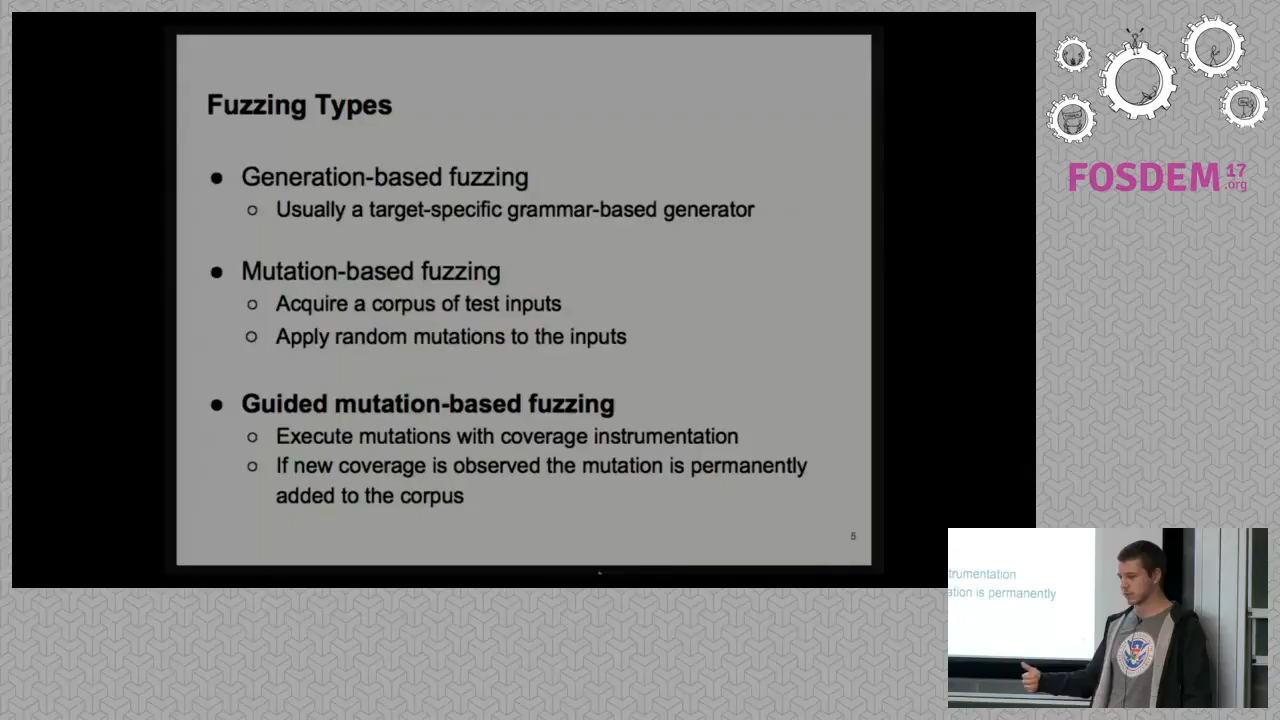 Fuzzing Types
● Generation-based fuzzing
○ Usually a target-specific grammar-based generator
● Mutation-based fuzzing
○ Acquire a corpus of test inputs
○ Apply random mutations to the inputs
● Guided mutation-based fuzzing
○ Execute mutations with coverage instrumentation
○ If new coverage is observed the mutation is permanently
added to the corpus
5
FOSDEM 17
.org
trumentation
ation is permanently